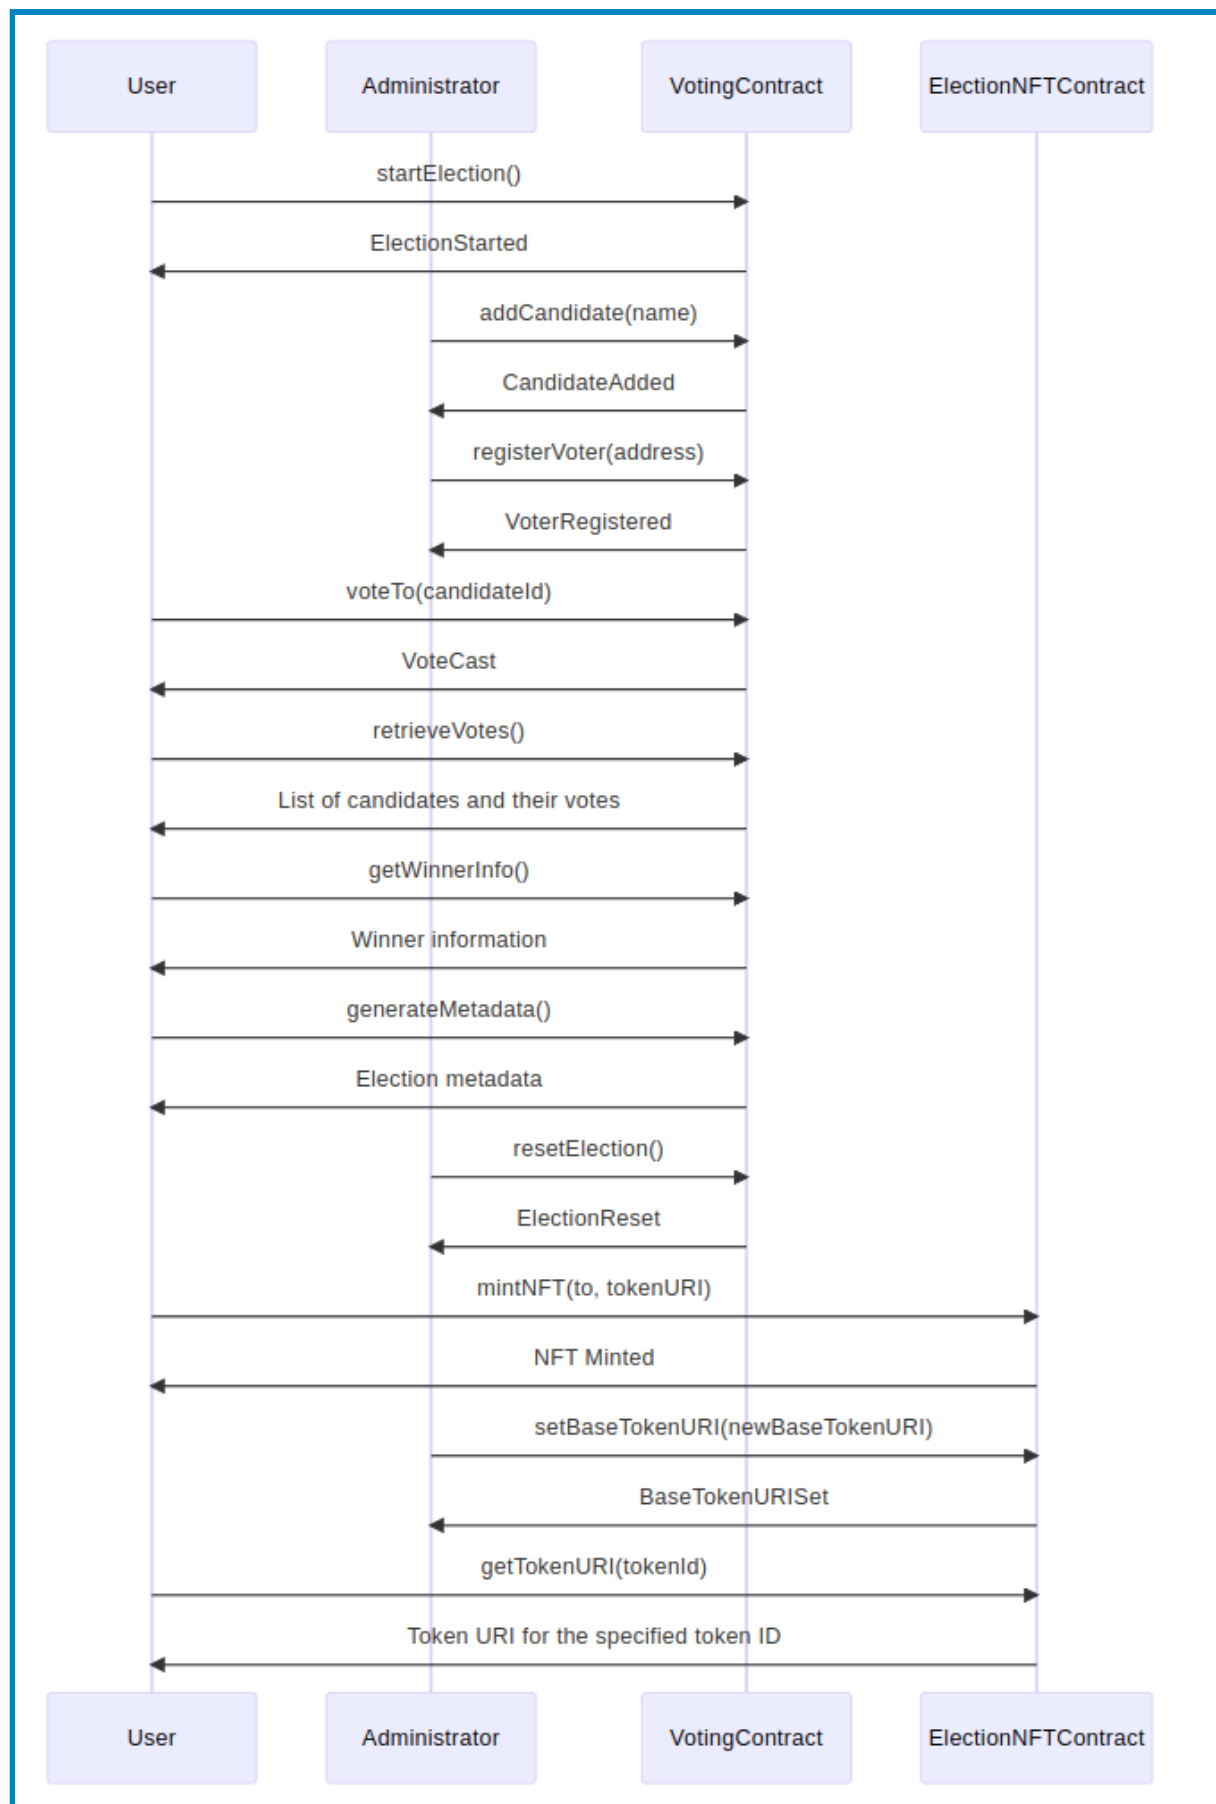 User
Administrator
VotingContract
ElectionNFTContract
startElection()
ElectionStarted
addCandidate(name)
CandidateAdded
registerVoter(address)
VoterRegistered
voteTo(candidateId)
VoteCast
retrieveVotes()
List of candidates and their votes
getWinnerInfo()
Winner information
generateMetadata()
Election metadata
resetElection()
ElectionReset
mintNFT(to, tokenURI)
NFT Minted
setBaseTokenURI(newBaseTokenURI)
BaseTokenURISet
getTokenURI(tokenId)
Token URI for the specified token ID
User
Administrator
VotingContract
ElectionNFTContract